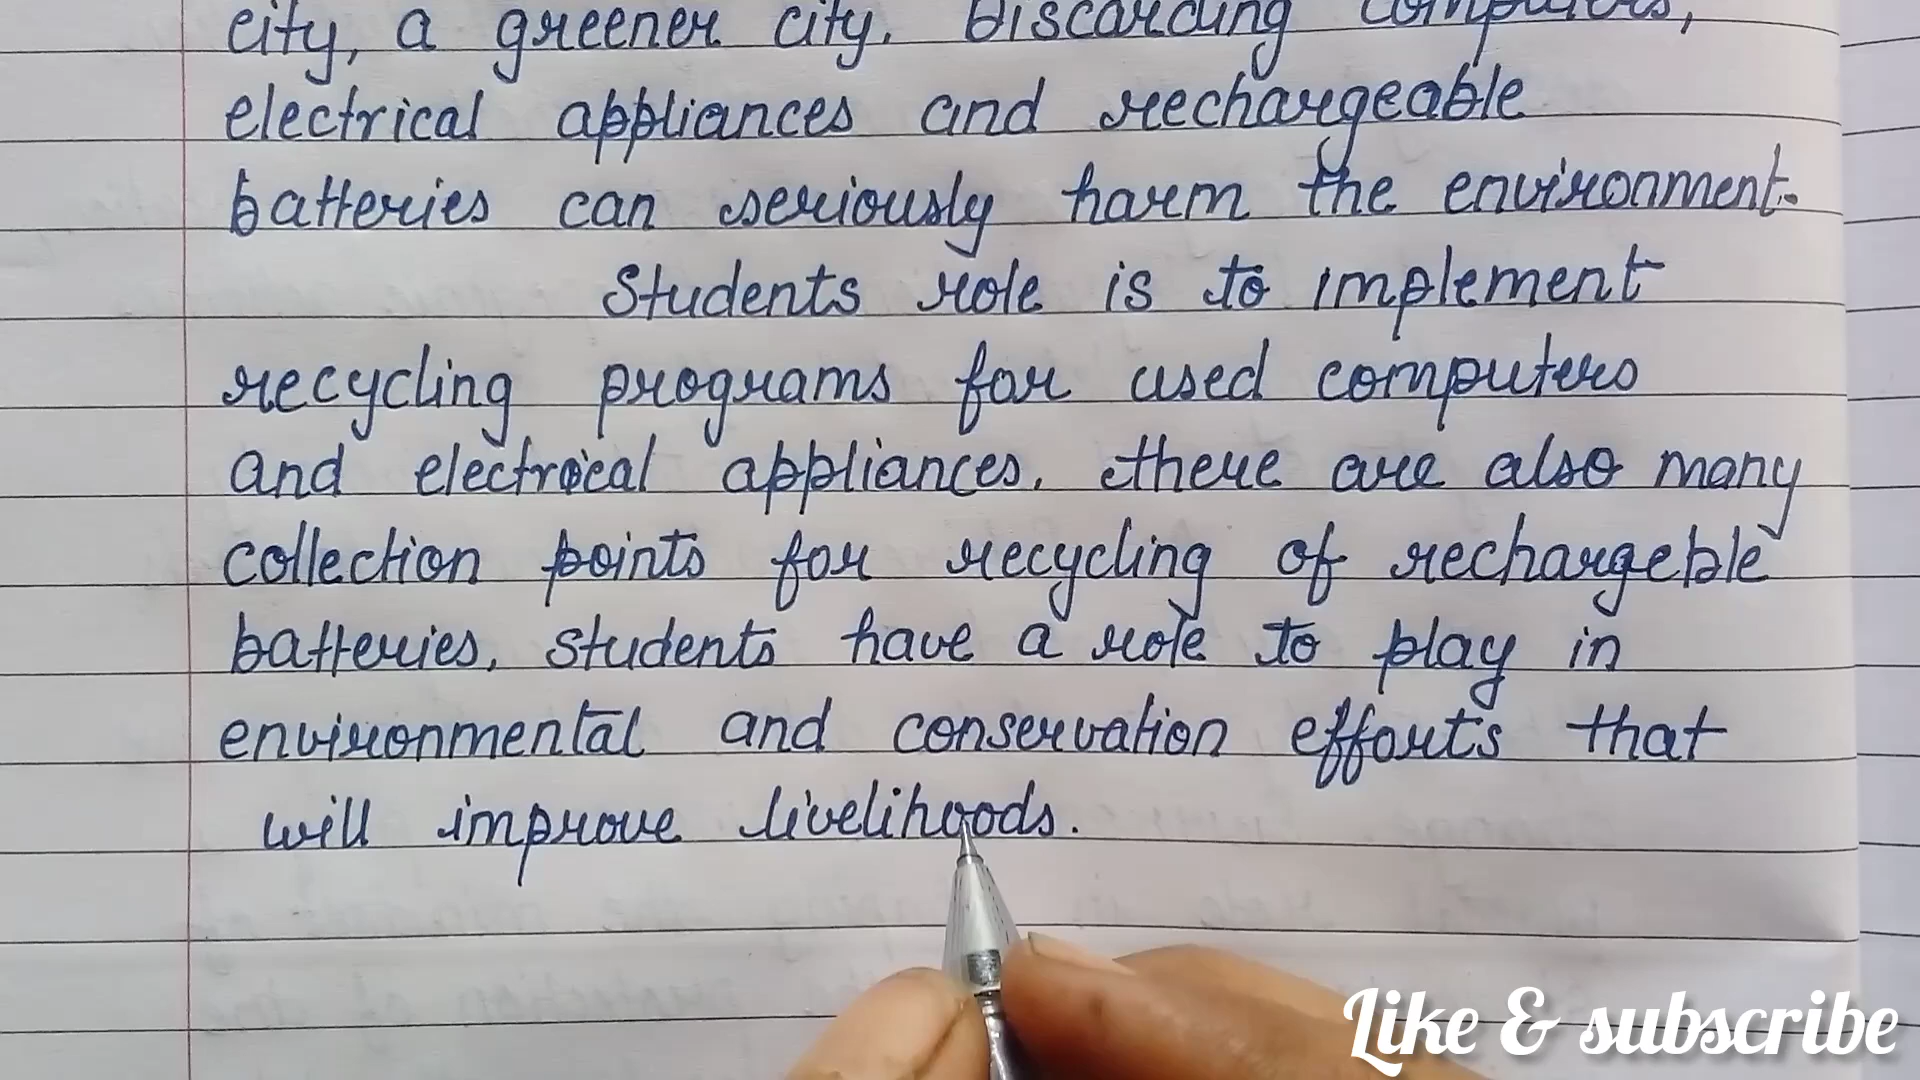 city, a greener city. Discarding computers,
electrical appliances and rechargeable
batteries can seriously harm the environment.
Students role is to implement
recycling programs for used computers
and electrical appliances. there are also many
collection points for recycling of rechargeble
batteries. Students have a role to play in
environmental and conservation efforts that
will improve livelihoods.
Like & subscribe